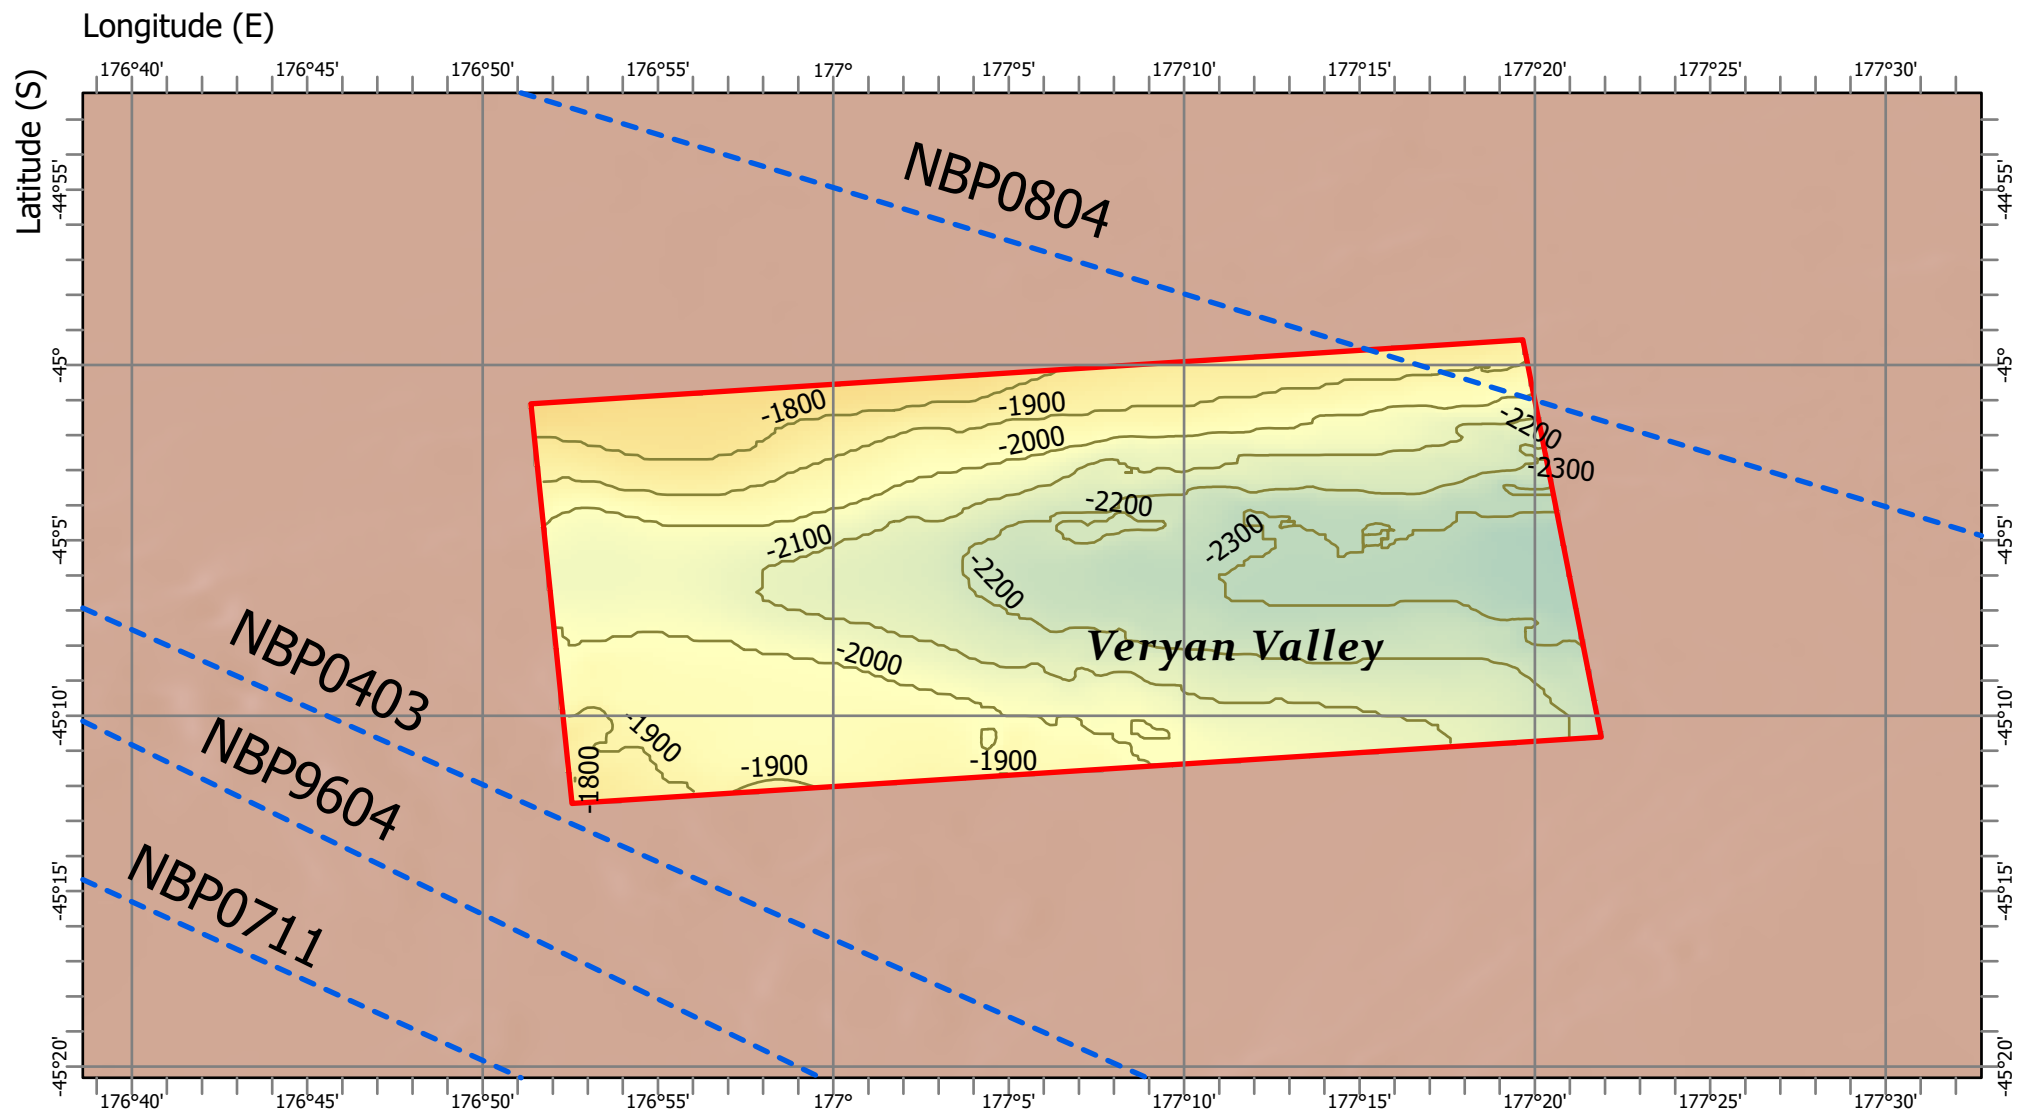 Longitude (E)
176°40' 176°45' 176°50' 176°55' 177° 177°5' 177°10' 177°15' 177°20' 177°25' 177°30'
Latitude (S)
-44°55' -44°55'
NBP0804
-45° -45°
-1800 -1900 -2200
-2000
-2300
-2200
-45°5' -2100 -2300 -45°5'
-2200
NBP0403 -2000 Veryan Valley
-45°10' -1900 -45°10'
NBP9604 -1800 -1900 -1900
-45°15' -45°15'
NBP0711
-45°20' -45°20'
176°40' 176°45' 176°50' 176°55' 177° 177°5' 177°10' 177°15' 177°20' 177°25' 177°30'